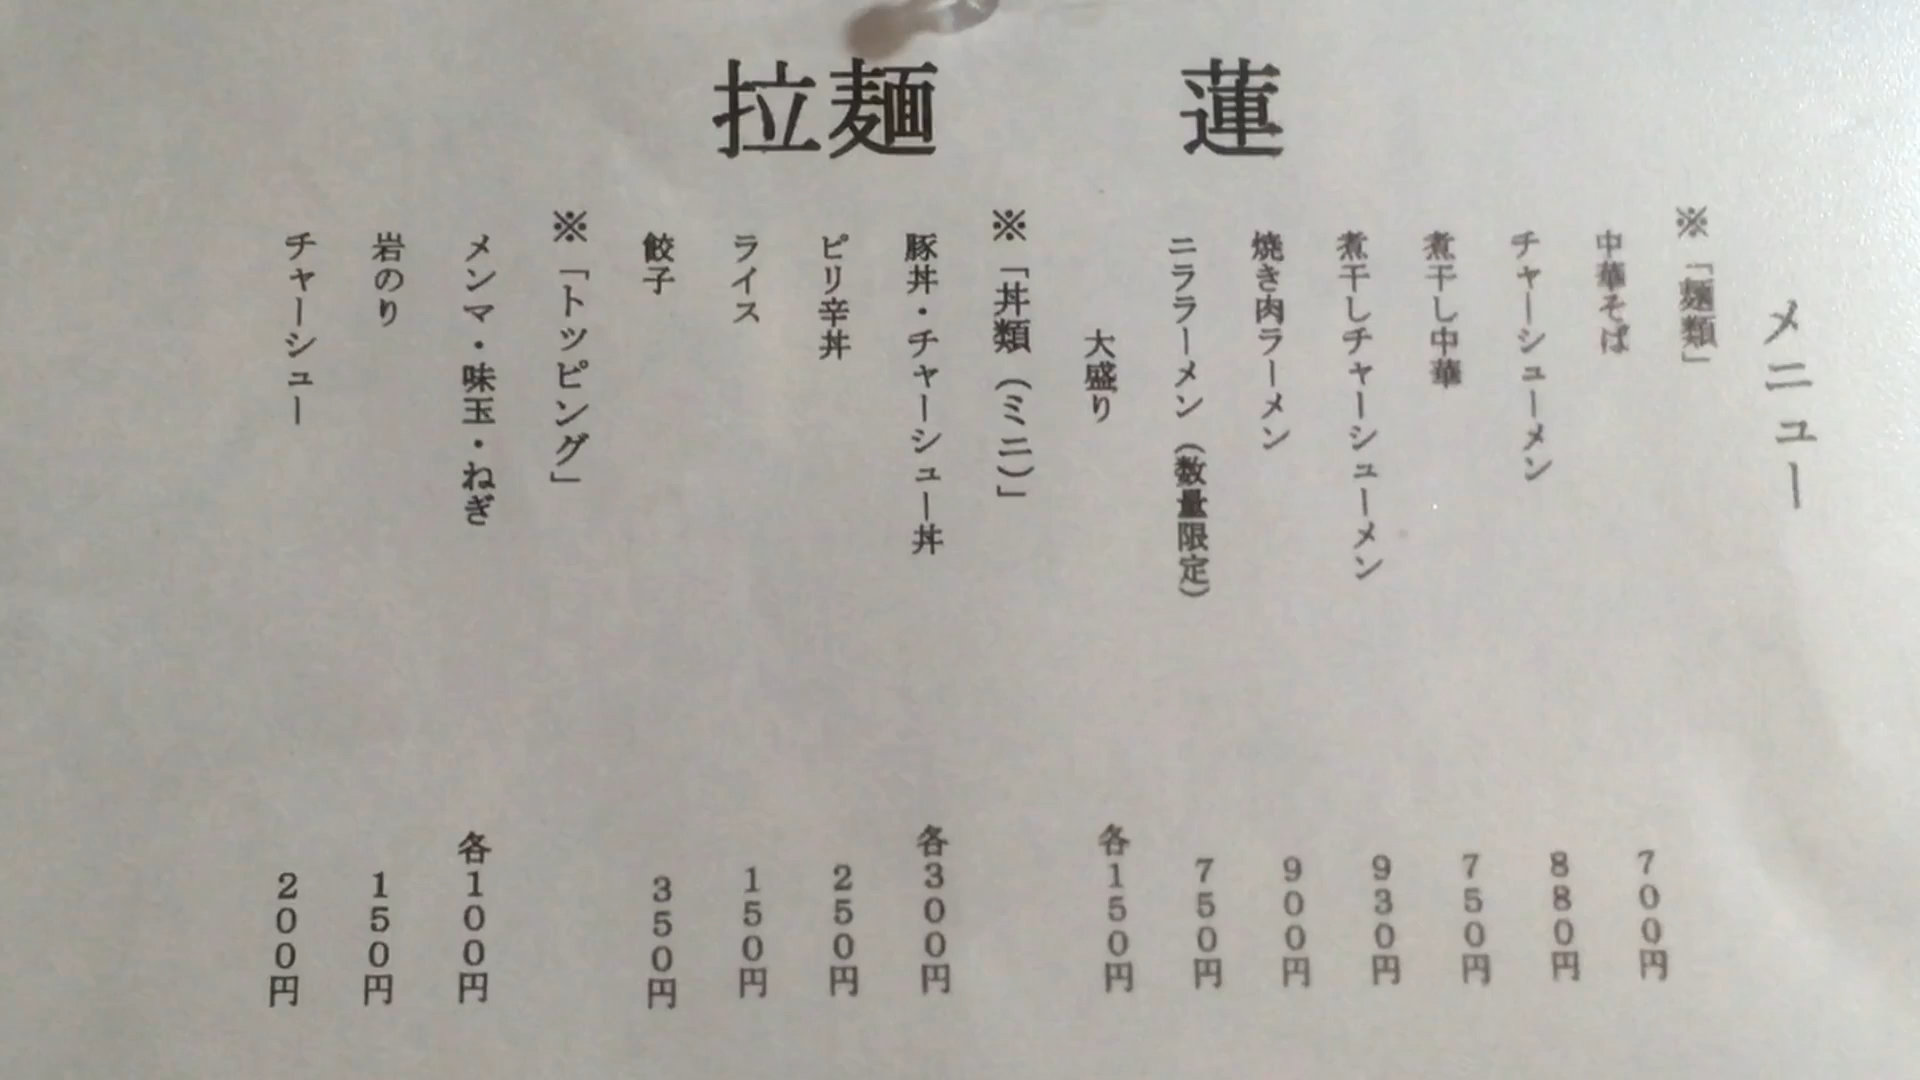 拉麺 蓮
メニュー
※「麺類」
中華そば 700円
チャーシューメン 880円
煮干し中華 750円
煮干しチャーシューメン 930円
焼き肉ラーメン 900円
ニララーメン（数量限定） 750円
大盛り 各150円
※「丼類（ミニ）」
豚丼・チャーシュー丼 各300円
ピリ辛丼 250円
ライス 150円
餃子 350円
※「トッピング」
メンマ・味玉・ねぎ 各100円
岩のり 150円
チャーシュー 200円